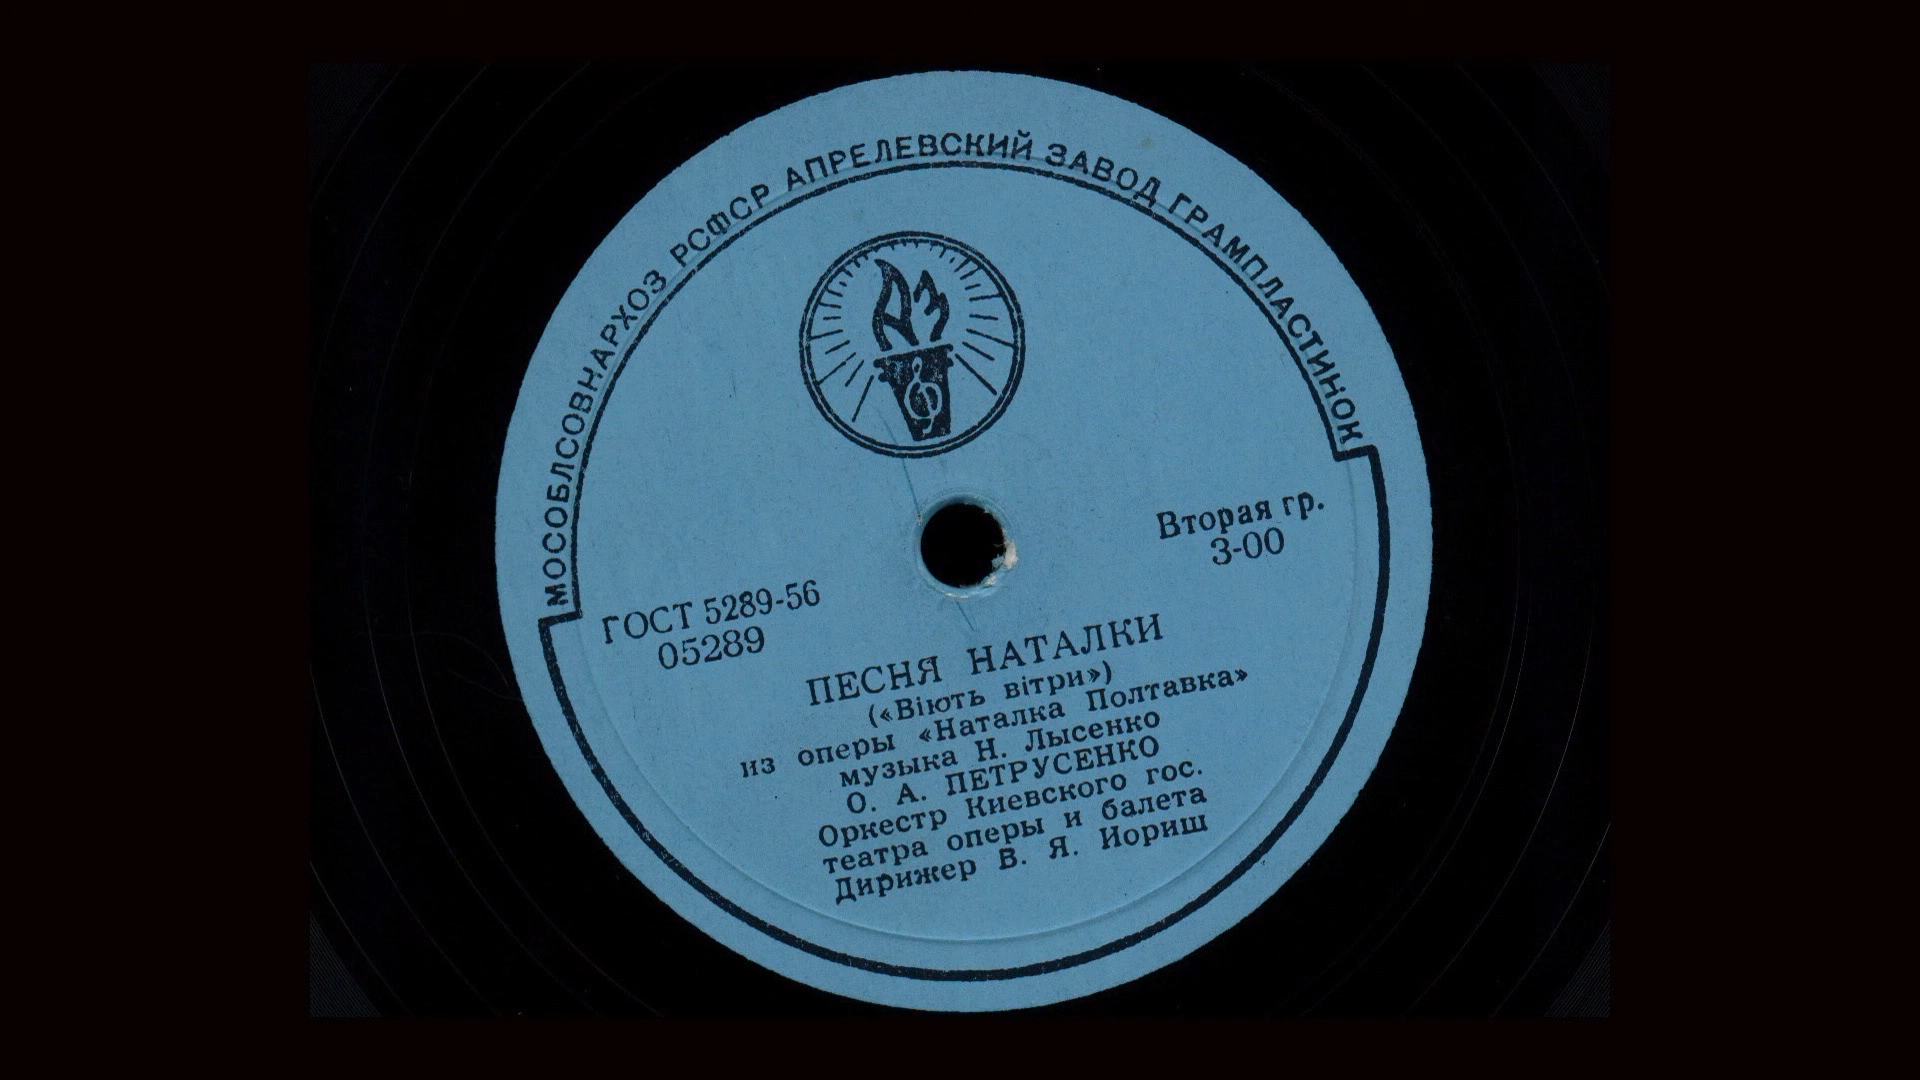 МОСОБЛСОВНАРХОЗ РСФСР АПРЕЛЕВСКИЙ ЗАВОД ГРАМПЛАСТИНОК
АЗ
Вторая гр.
3-00
ГОСТ 5289-56
05289
ПЕСНЯ НАТАЛКИ
(«Віють вітри»)
из оперы «Наталка Полтавка»
музыка Н. Лысенко
О. А. ПЕТРУСЕНКО
Оркестр Киевского гос.
театра оперы и балета
Дирижер В. Я. Иориш